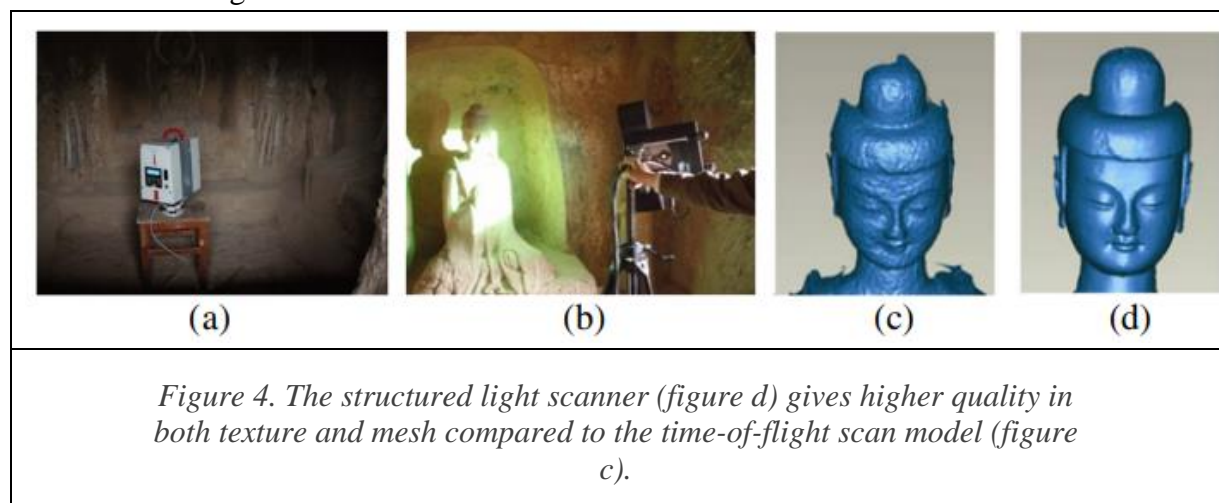 (a) (b) (c) (d)
Figure 4. The structured light scanner (figure d) gives higher quality in
both texture and mesh compared to the time-of-flight scan model (figure
c).